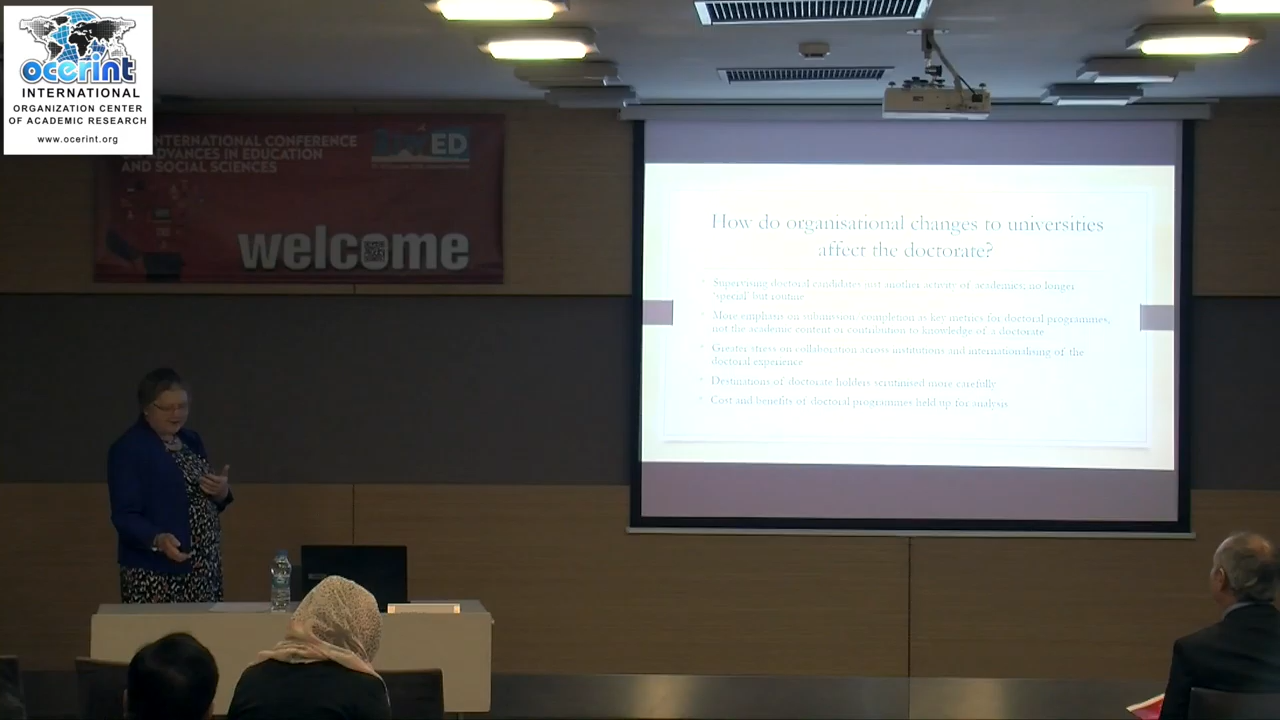 ocerint
INTERNATIONAL
ORGANIZATION CENTER
OF ACADEMIC RESEARCH
www.ocerint.org
INTERNATIONAL CONFERENCE
ADVANCES IN EDUCATION
AND SOCIAL SCIENCES
ED
welcome
How do organisational changes to universities
affect the doctorate?
Supervising doctoral candidates just another activity of academics; no longer
'special' but routine
More emphasis on submission/completion as key metrics for doctoral programmes,
not the academic content or contribution to knowledge of a doctorate
Greater stress on collaboration across institutions and internationalising of the
doctoral experience
Destinations of doctorate holders scrutinised more carefully
Cost and benefits of doctoral programmes held up for analysis